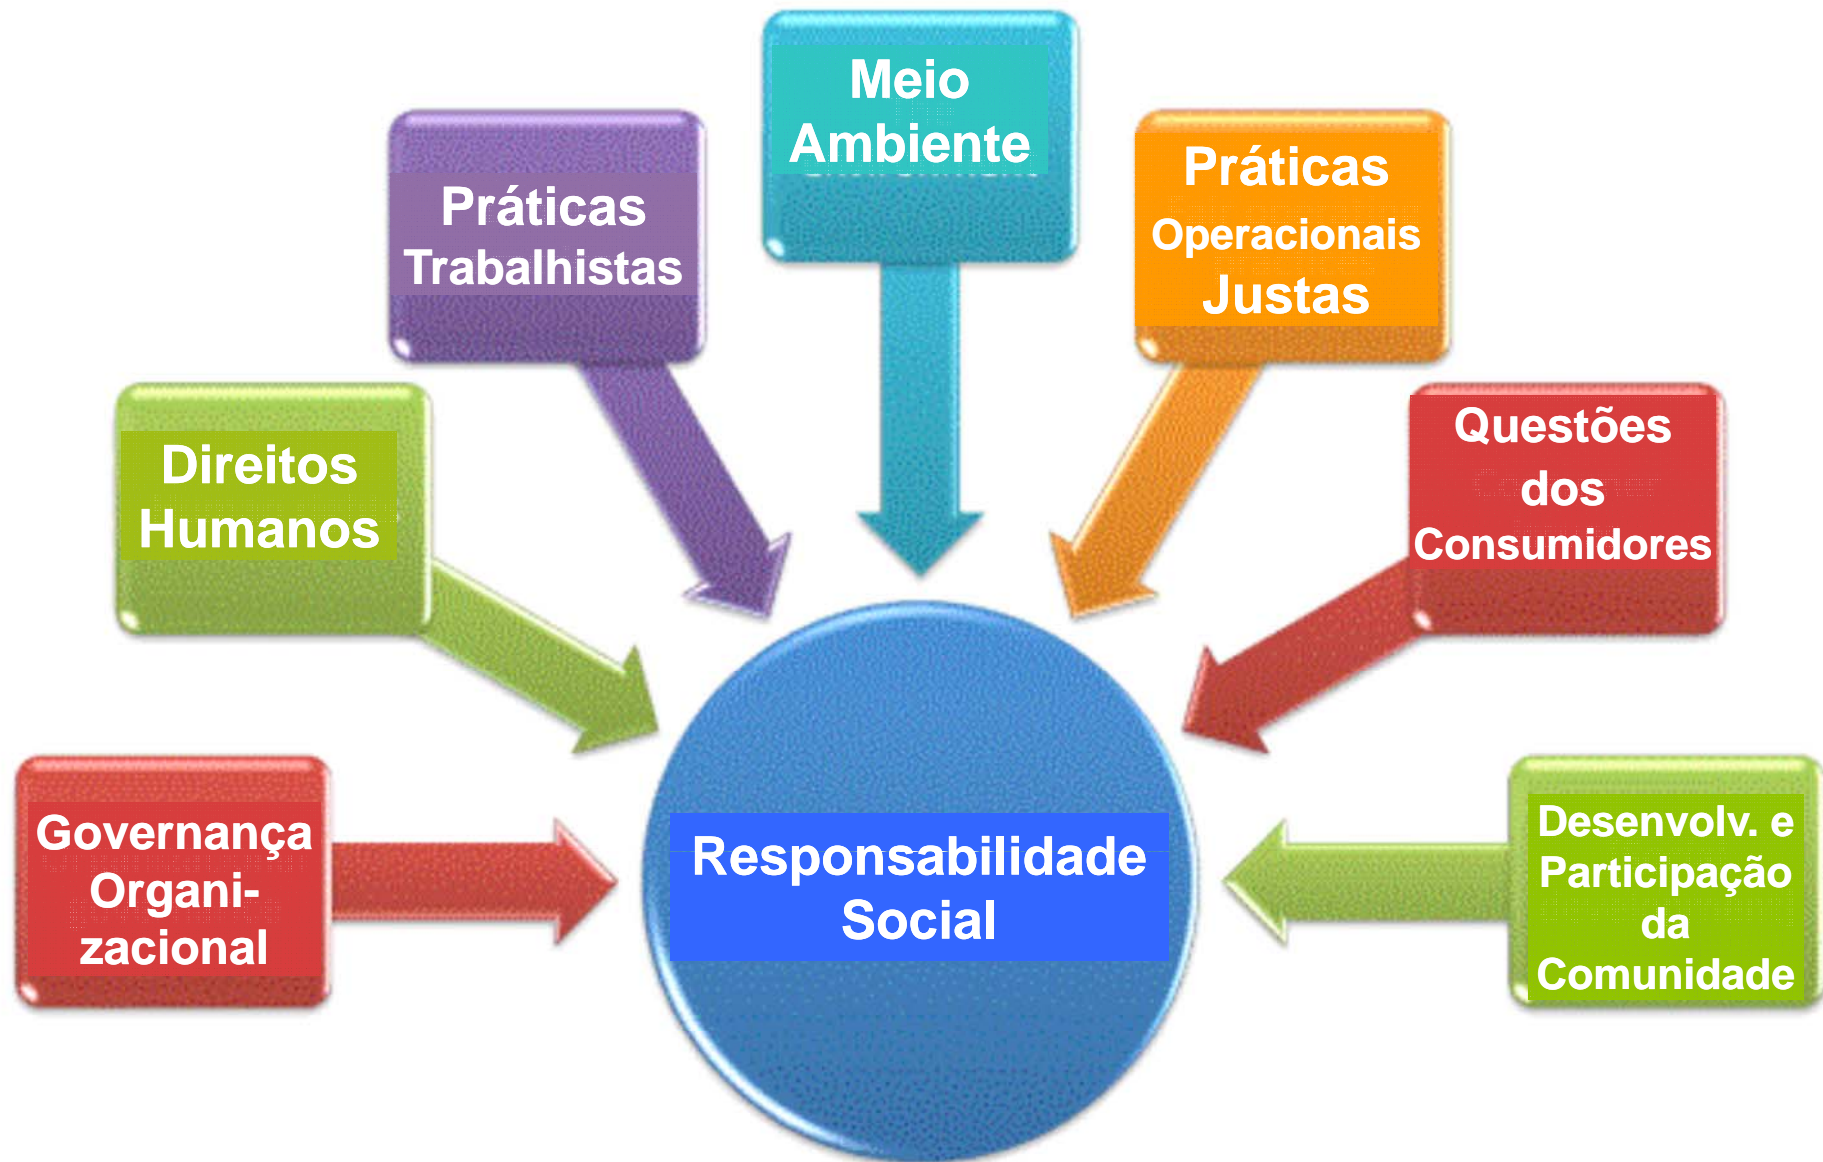 Meio
Ambiente
Práticas
Trabalhistas
Práticas
Operacionais
Justas
Direitos
Humanos
Questões
dos
Consumidores
Governança
Organi-
zacional
Responsabilidade
Social
Desenvolv. e
Participação
da
Comunidade